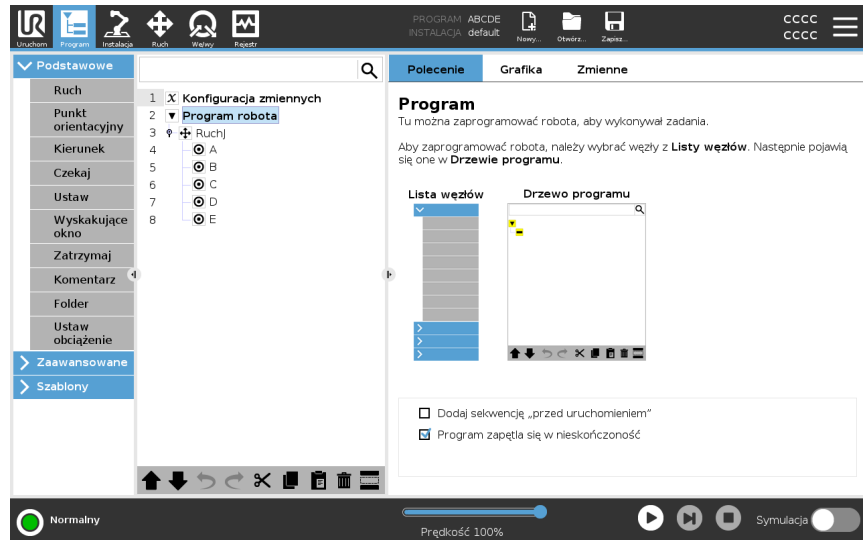 UR
Uruchom
Program
Instalacja
Ruch
We/wy
Rejestr
PROGRAM ABCDE
INSTALACJA default
Nowy...
Otwórz...
Zapisz...
CCCC
CCCC
Podstawowe
Ruch
Punkt
orientacyjny
Kierunek
Czekaj
Ustaw
Wyskakujące
okno
Zatrzymaj
Komentarz
Folder
Ustaw
obciążenie
Zaawansowane
Szablony
1 X Konfiguracja zmiennych
2 Program robota
3 RuchJ
4 A
5 B
6 C
7 D
8 E
Polecenie Grafika Zmienne
Program
Tu można zaprogramować robota, aby wykonywał zadania.
Aby zaprogramować robota, należy wybrać węzły z Listy węzłów. Następnie pojawią
się one w Drzewie programu.
Lista węzłów
Drzewo programu
Dodaj sekwencję „przed uruchomieniem”
Program zapętla się w nieskończoność
Normalny
Prędkość 100%
Symulacja